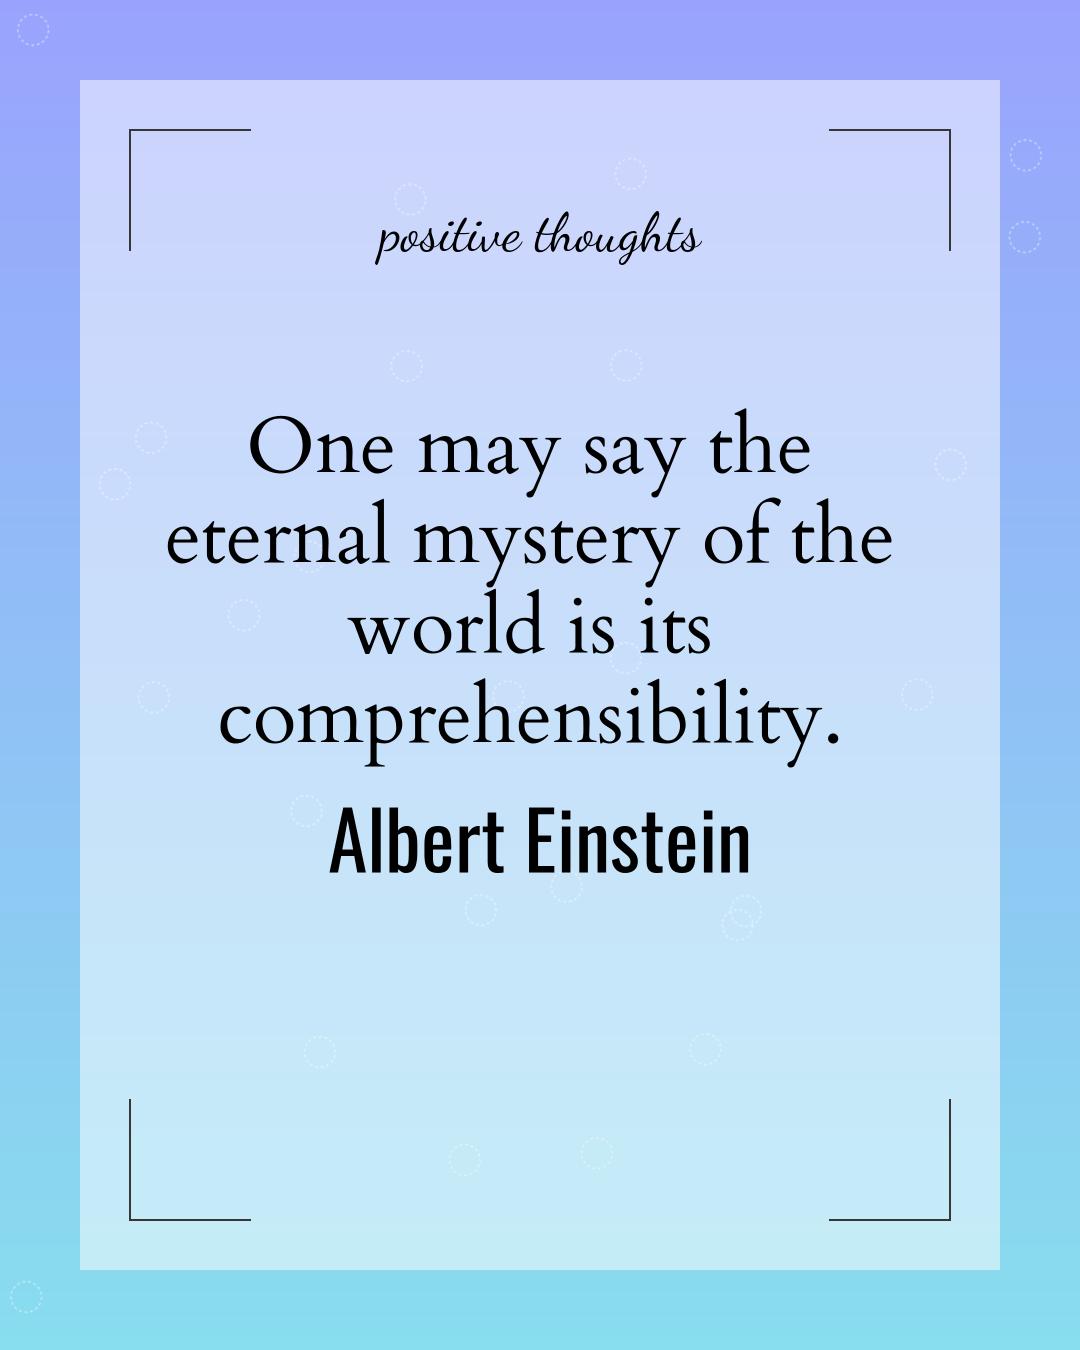 positive thoughts
One may say the
eternal mystery of the
world is its
comprehensibility.
Albert Einstein